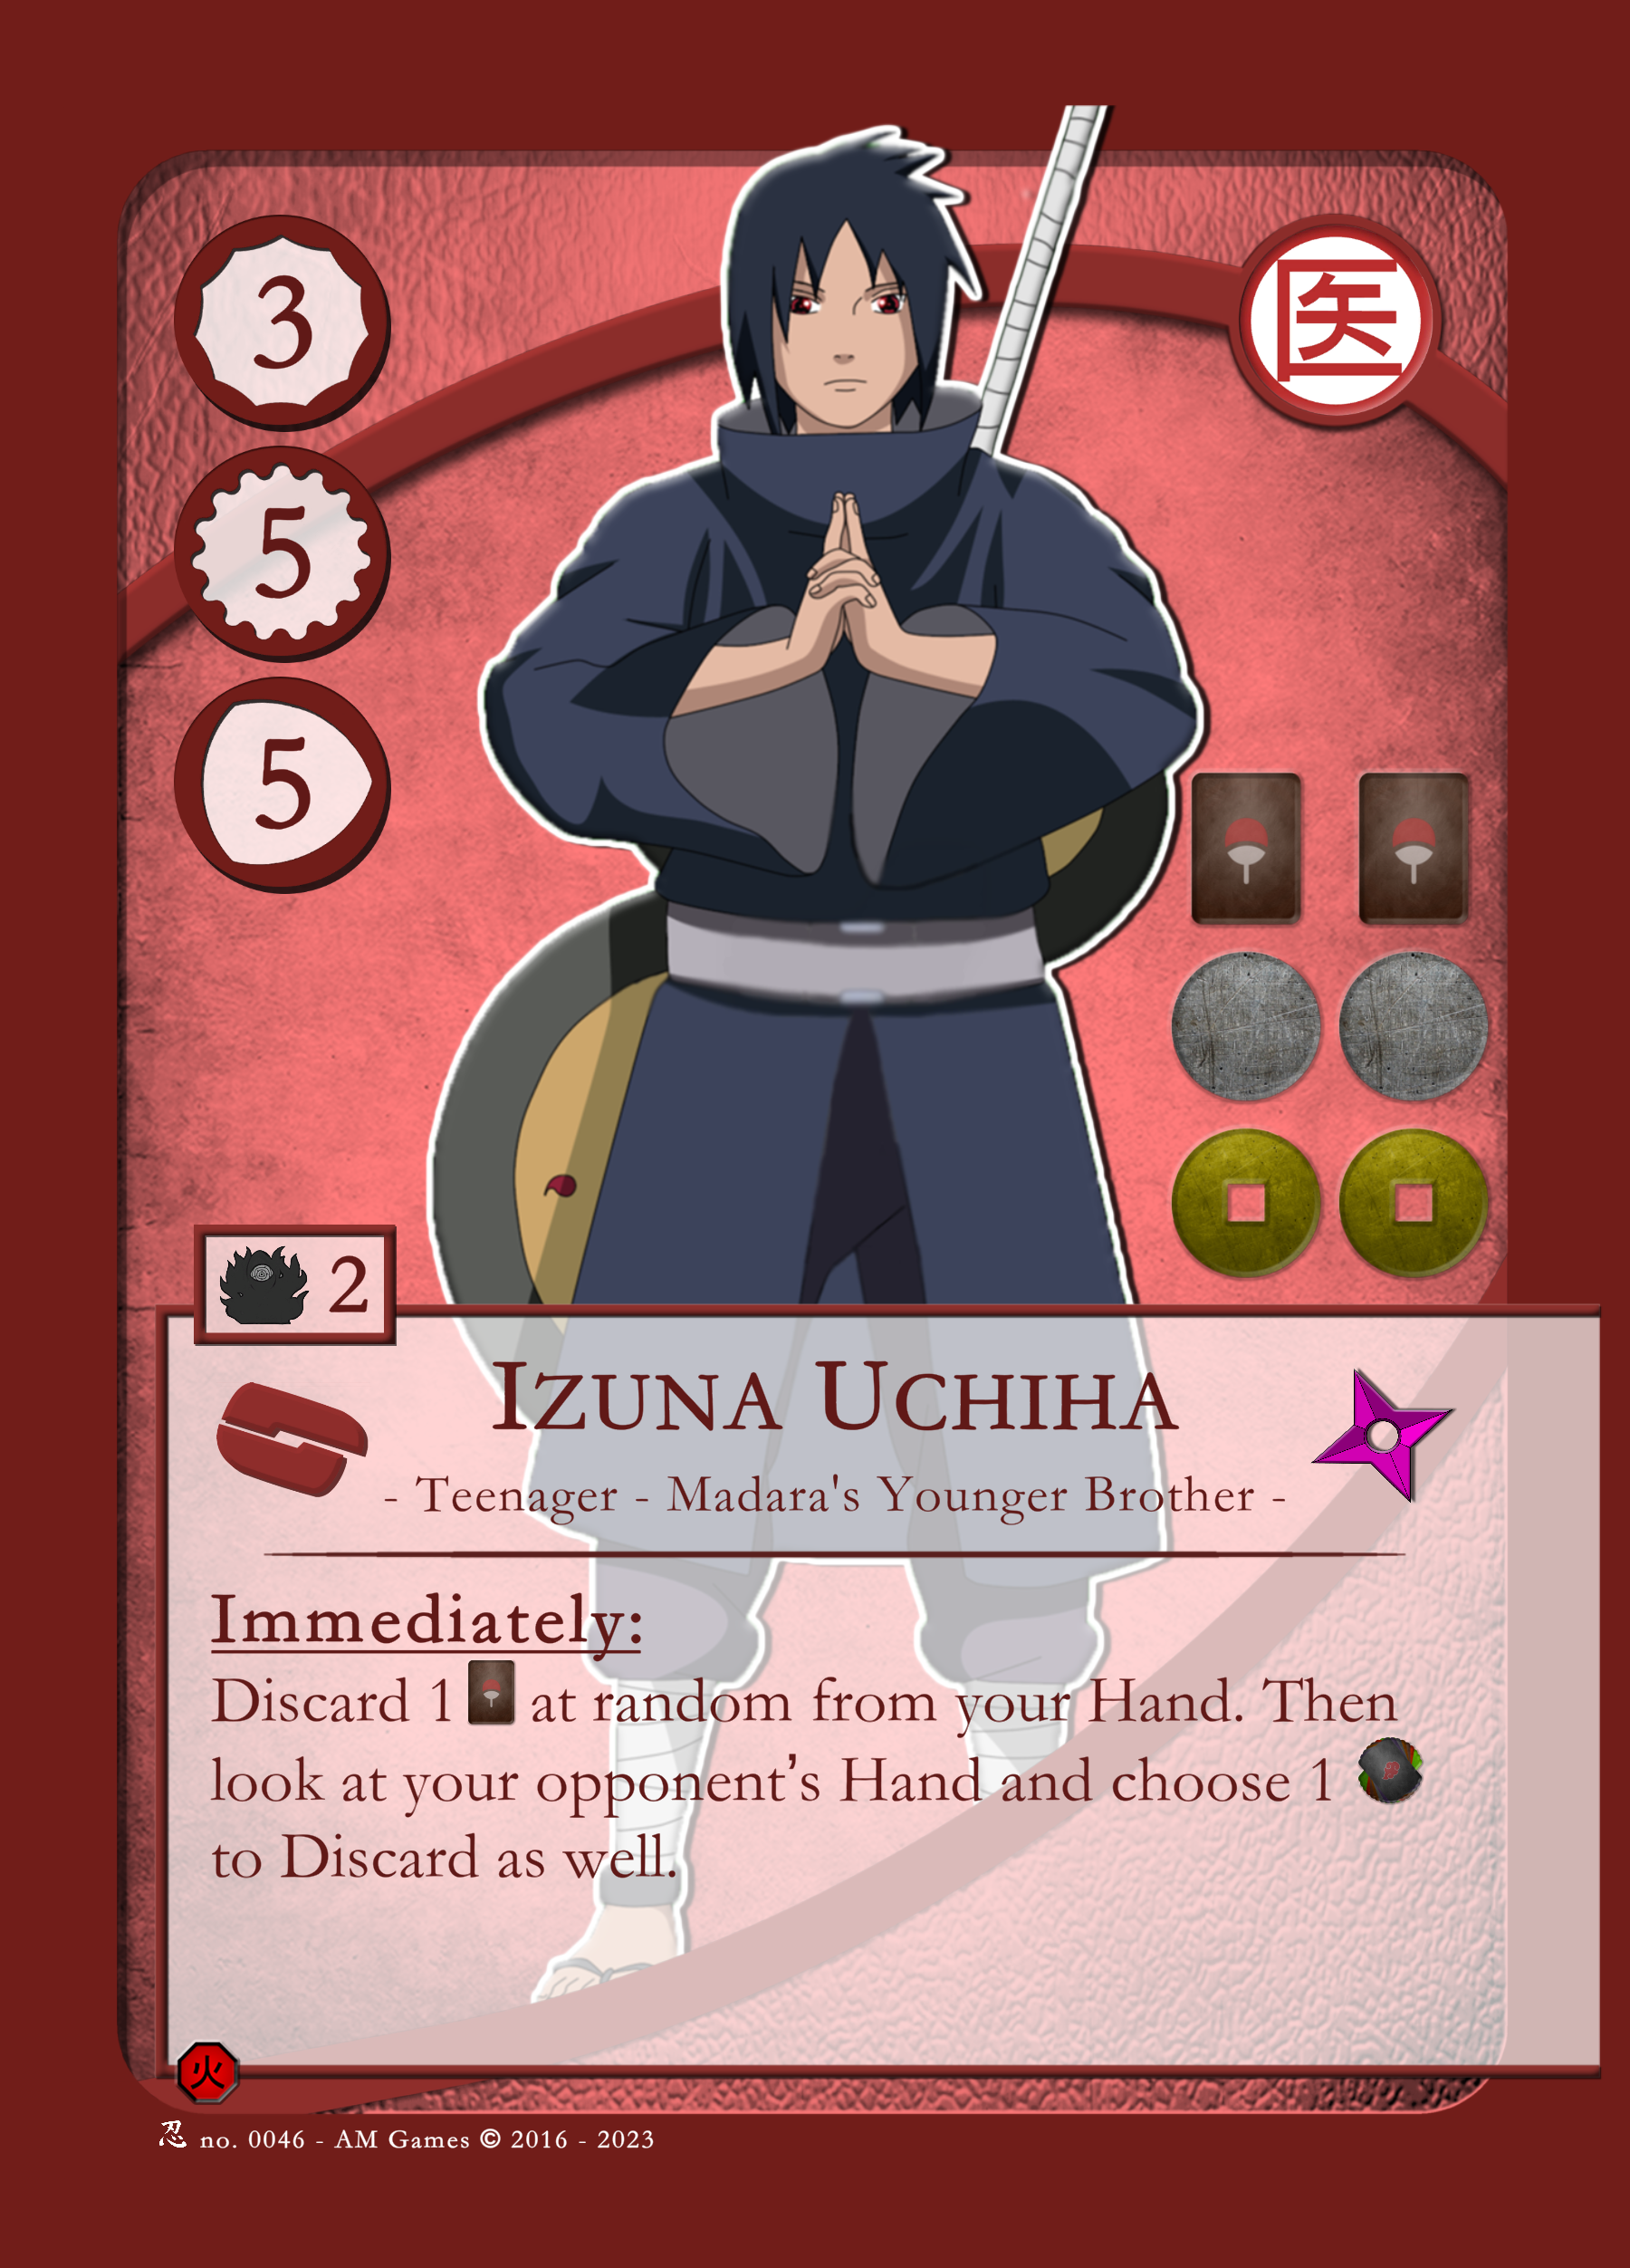 3
医
5
5
2
Izuna Uchiha
- Teenager - Madara's Younger Brother -
Immediately:
Discard 1 at random from your Hand. Then
look at your opponent’s Hand and choose 1
to Discard as well.
火
忍 no. 0046 - AM Games © 2016 - 2023